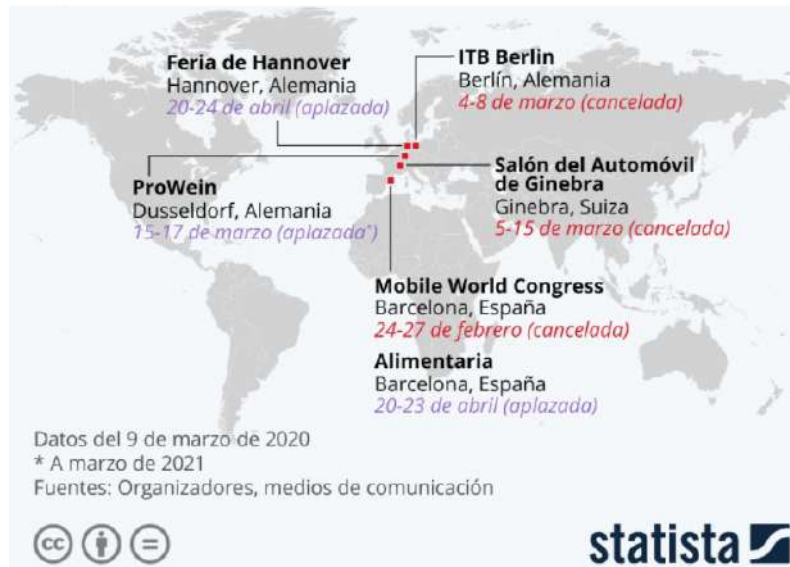 Feria de Hannover
Hannover, Alemania
20-24 de abril (aplazada)
ITB Berlin
Berlín, Alemania
4-8 de marzo (cancelada)
ProWein
Dusseldorf, Alemania
15-17 de marzo (aplazada*)
Salón del Automóvil
de Ginebra
Ginebra, Suiza
5-15 de marzo (cancelada)
Mobile World Congress
Barcelona, España
24-27 de febrero (cancelada)
Alimentaria
Barcelona, España
20-23 de abril (aplazada)
Datos del 9 de marzo de 2020
* A marzo de 2021
Fuentes: Organizadores, medios de comunicación
cc
statista